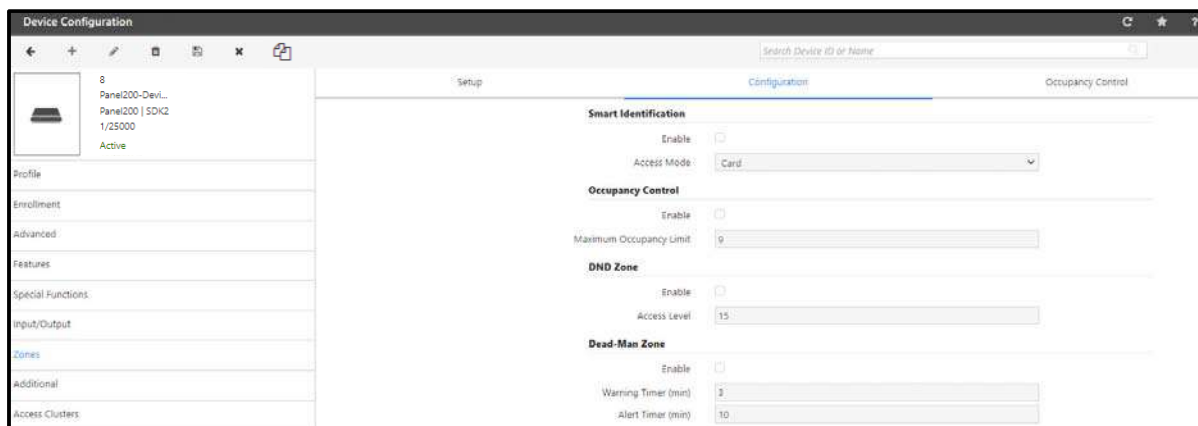 Device Configuration
Search Device ID or Name
8
Panel200-Devi...
Panel200 | SDK2
1/25000
Active
Profile
Enrollment
Advanced
Features
Special Functions
Input/Output
Zones
Additional
Access Clusters
Setup Configuration Occupancy Control
Smart Identification
Enable
Access Mode Card
Occupancy Control
Enable
Maximum Occupancy Limit 9
DND Zone
Enable
Access Level 15
Dead-Man Zone
Enable
Warning Timer (min) 3
Alert Timer (min) 10